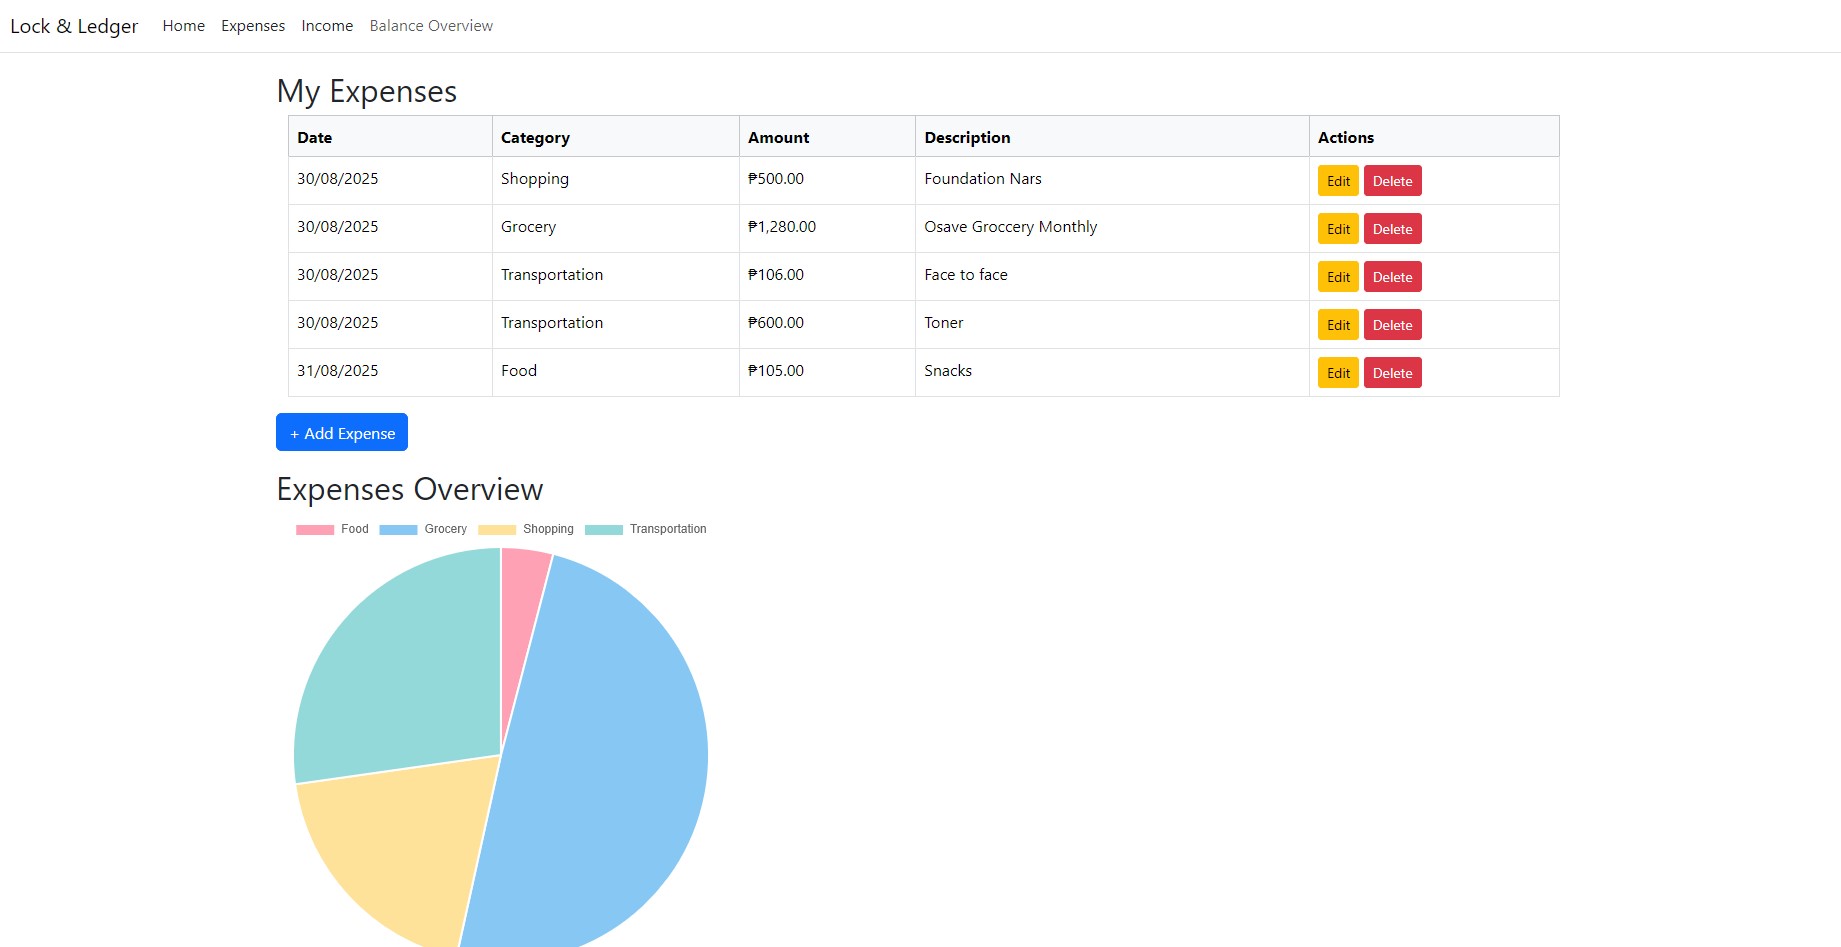 Lock & Ledger Home Expenses Income Balance Overview
My Expenses
Date Category Amount Description Actions
30/08/2025 Shopping ₱500.00 Foundation Nars Edit Delete
30/08/2025 Grocery ₱1,280.00 Osave Groccery Monthly Edit Delete
30/08/2025 Transportation ₱106.00 Face to face Edit Delete
30/08/2025 Transportation ₱600.00 Toner Edit Delete
31/08/2025 Food ₱105.00 Snacks Edit Delete
+ Add Expense
Expenses Overview
Food Grocery Shopping Transportation